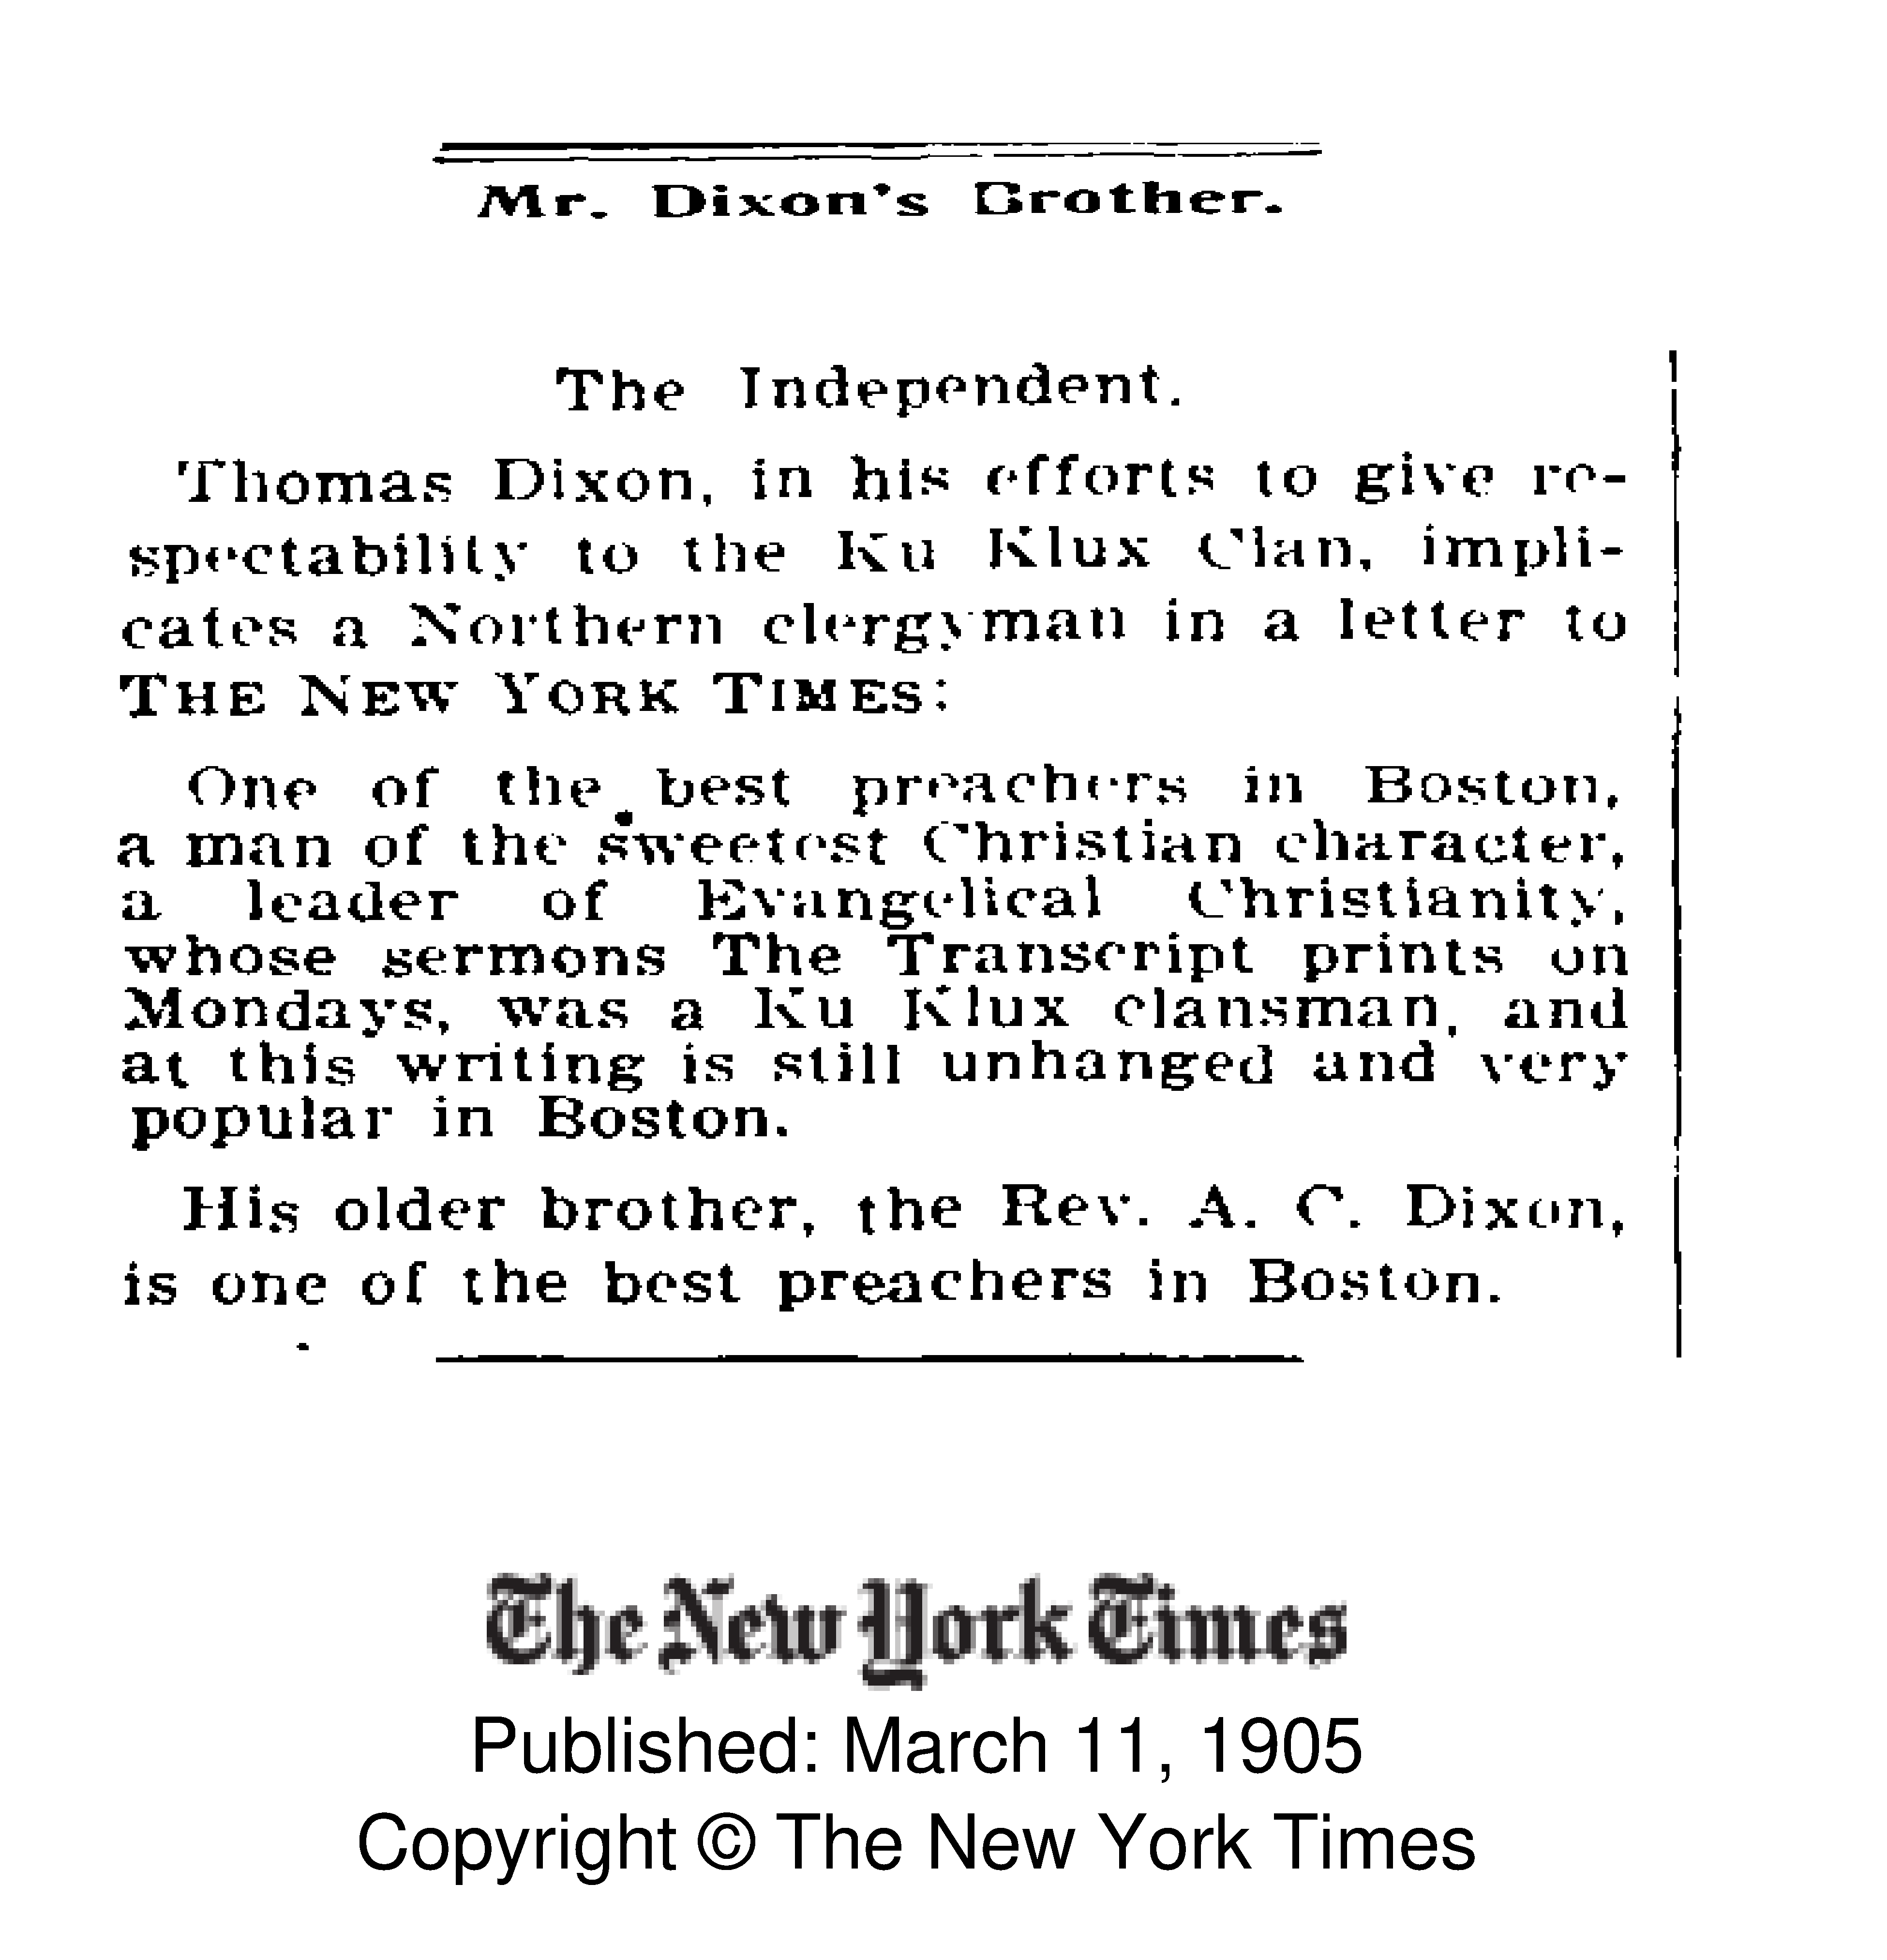 Mr. Dixon's Brother.
The Independent.
Thomas Dixon, in his efforts to give re-
spectability to the Ku Klux Clan, impli-
cates a Northern clergyman in a letter to
THE NEW YORK TIMES:
One of the best preachers in Boston,
a man of the sweetest Christian character,
a leader of Evangelical Christianity,
whose sermons The Transcript prints on
Mondays, was a Ku Klux clansman, and
at this writing is still unhanged and very
popular in Boston.
His older brother, the Rev. A. C. Dixon,
is one of the best preachers in Boston.
The New York Times
Published: March 11, 1905
Copyright © The New York Times